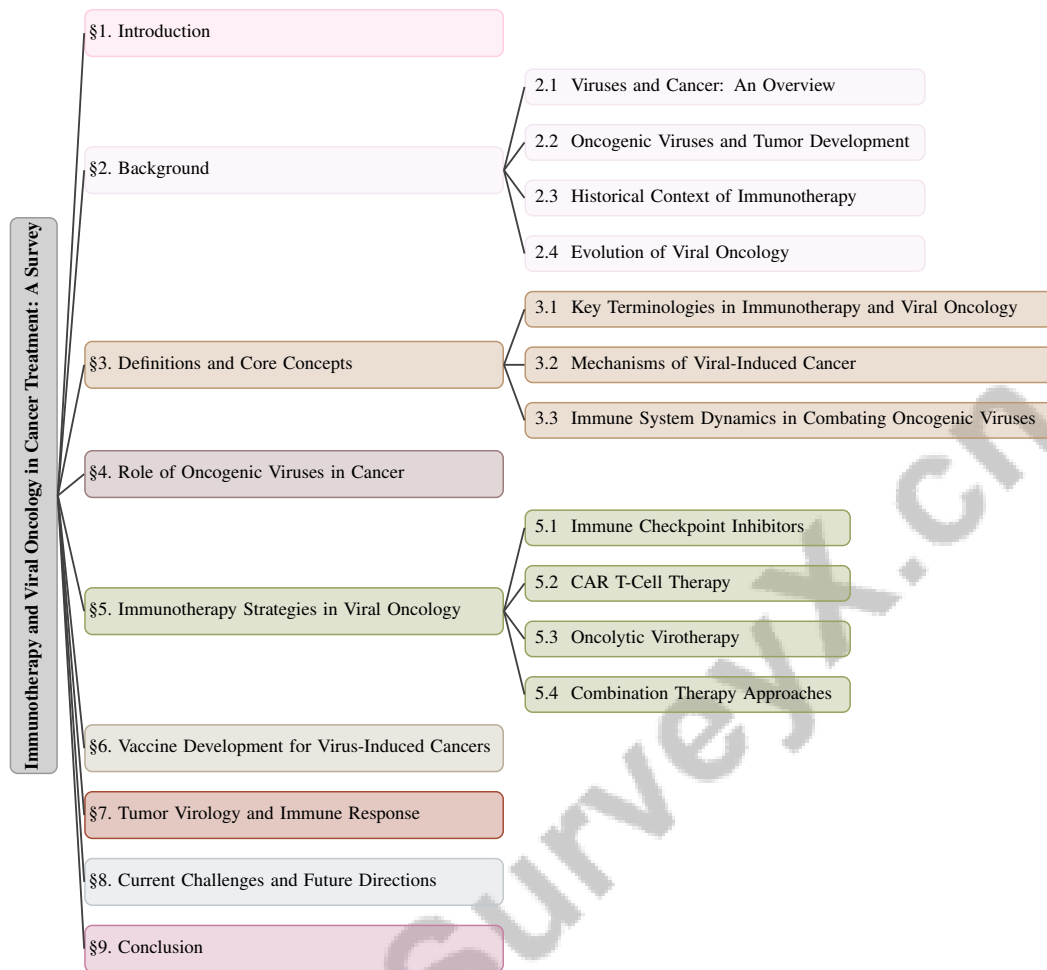 Immunotherapy and Viral Oncology in Cancer Treatment: A Survey
§1. Introduction
§2. Background
2.1 Viruses and Cancer: An Overview
2.2 Oncogenic Viruses and Tumor Development
2.3 Historical Context of Immunotherapy
2.4 Evolution of Viral Oncology
§3. Definitions and Core Concepts
3.1 Key Terminologies in Immunotherapy and Viral Oncology
3.2 Mechanisms of Viral-Induced Cancer
3.3 Immune System Dynamics in Combating Oncogenic Viruses
§4. Role of Oncogenic Viruses in Cancer
§5. Immunotherapy Strategies in Viral Oncology
5.1 Immune Checkpoint Inhibitors
5.2 CAR T-Cell Therapy
5.3 Oncolytic Virotherapy
5.4 Combination Therapy Approaches
§6. Vaccine Development for Virus-Induced Cancers
§7. Tumor Virology and Immune Response
§8. Current Challenges and Future Directions
§9. Conclusion
SurveyX.cn